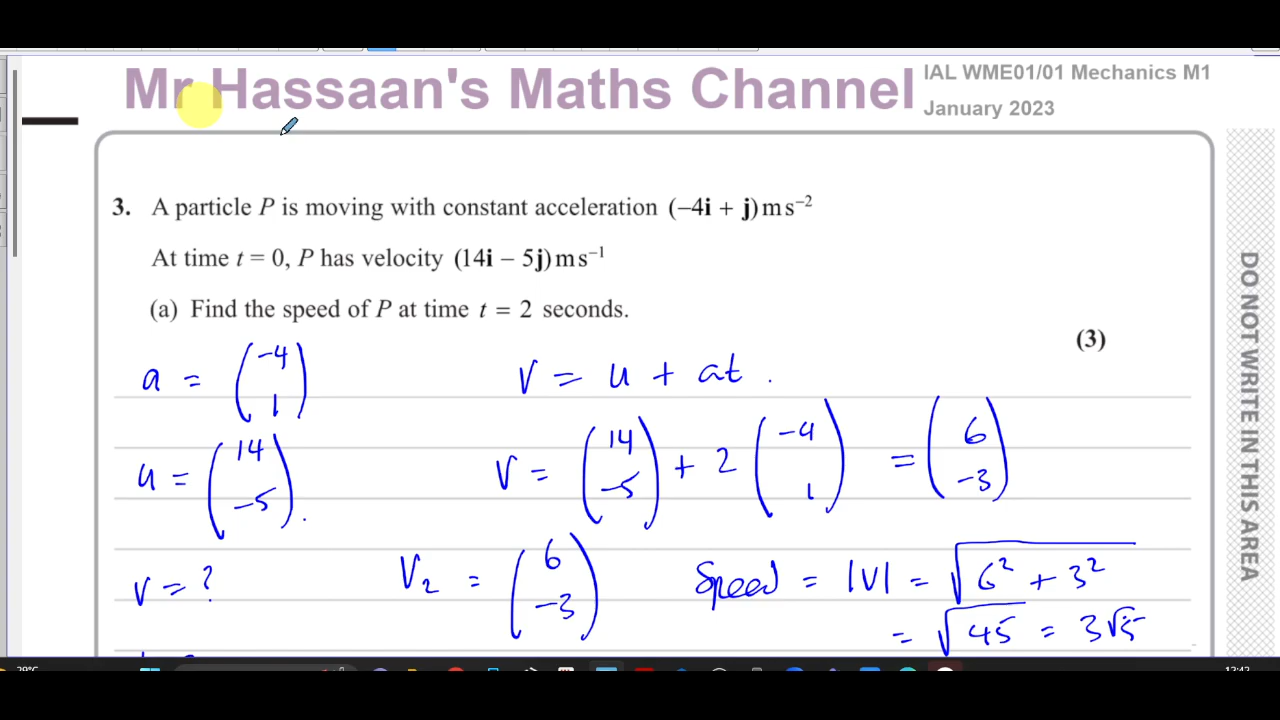 Mr Hassaan's Maths Channel
IAL WME01/01 Mechanics M1
January 2023
3. A particle P is moving with constant acceleration (−4i + j) m s⁻²
At time t = 0, P has velocity (14i − 5j) m s⁻¹
(a) Find the speed of P at time t = 2 seconds.
(3)
a = (-4 1)
v = u + at.
u = (14 -5).
v = (14 -5) + 2 (-4 1) = (6 -3)
v = ?
V₂ = (6 -3)
Speed = |v| = √6² + 3²
= √45 = 3√5
DO NOT WRITE IN THIS AREA
29°C
12:42